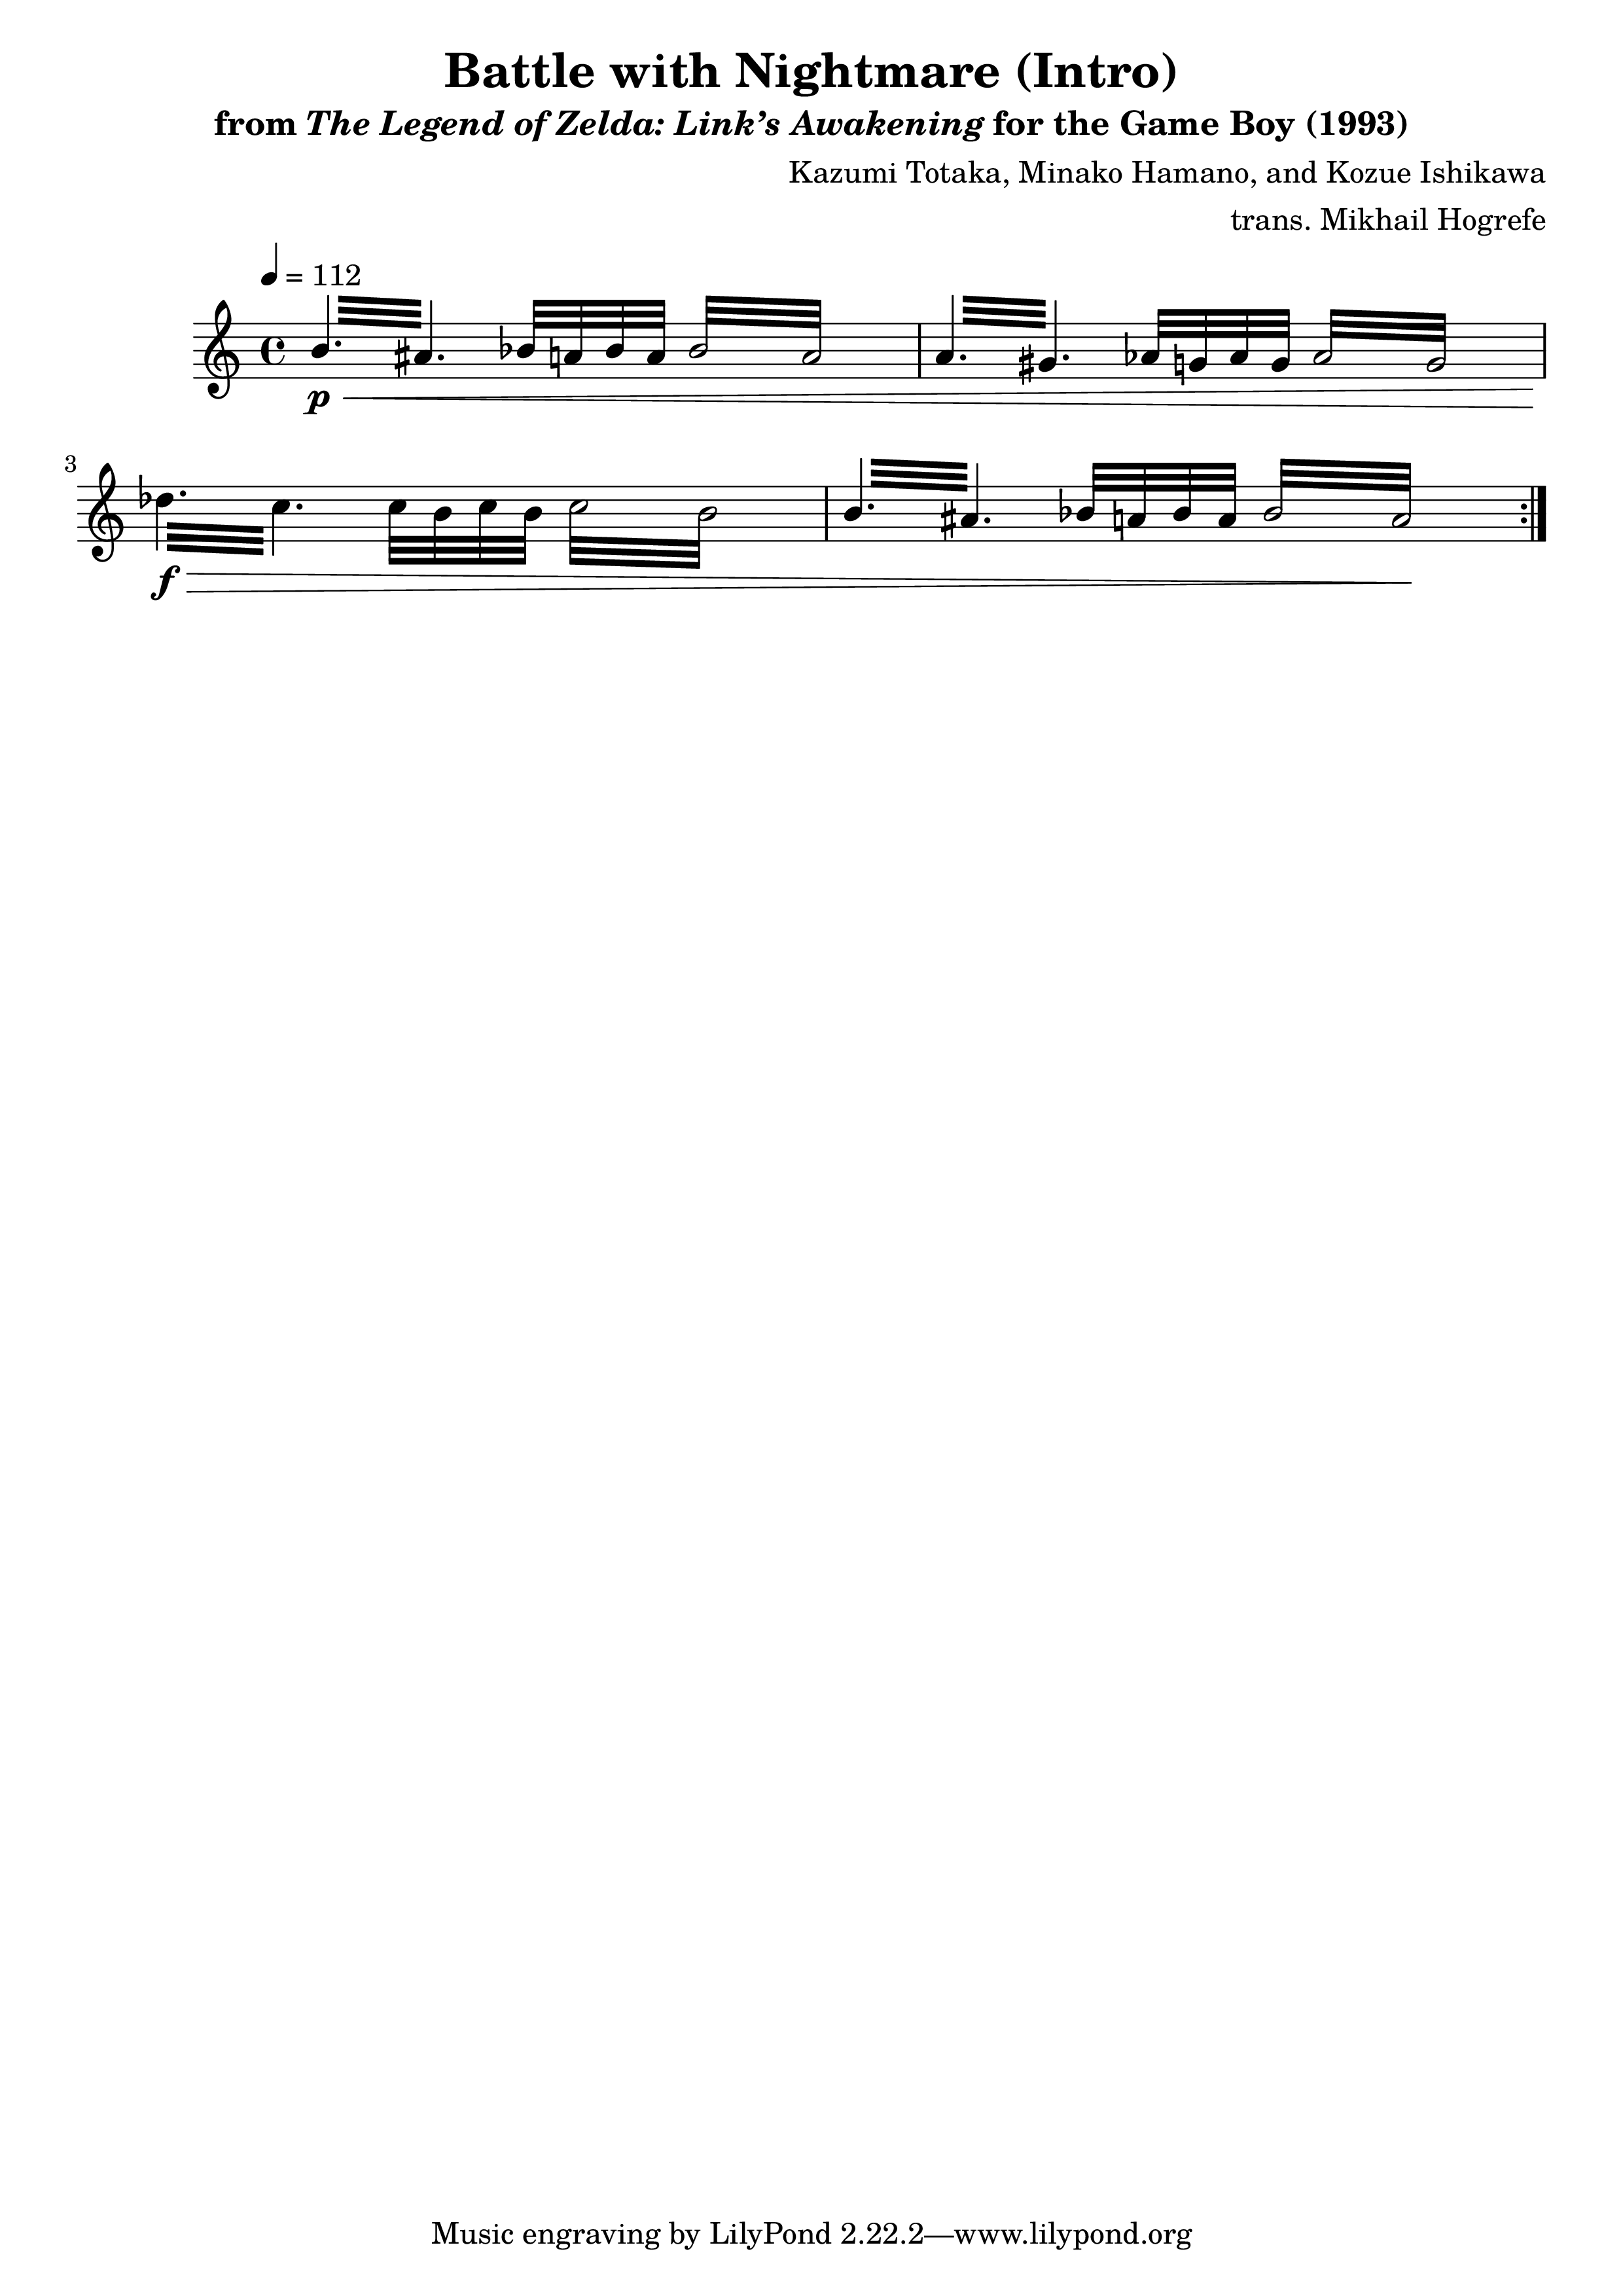 Battle with Nightmare (Intro)
from The Legend of Zelda: Link’s Awakening for the Game Boy (1993)
Kazumi Totaka, Minako Hamano, and Kozue Ishikawa
trans. Mikhail Hogrefe
= 112
p
3
f
Music engraving by LilyPond 2.22.2—www.lilypond.org